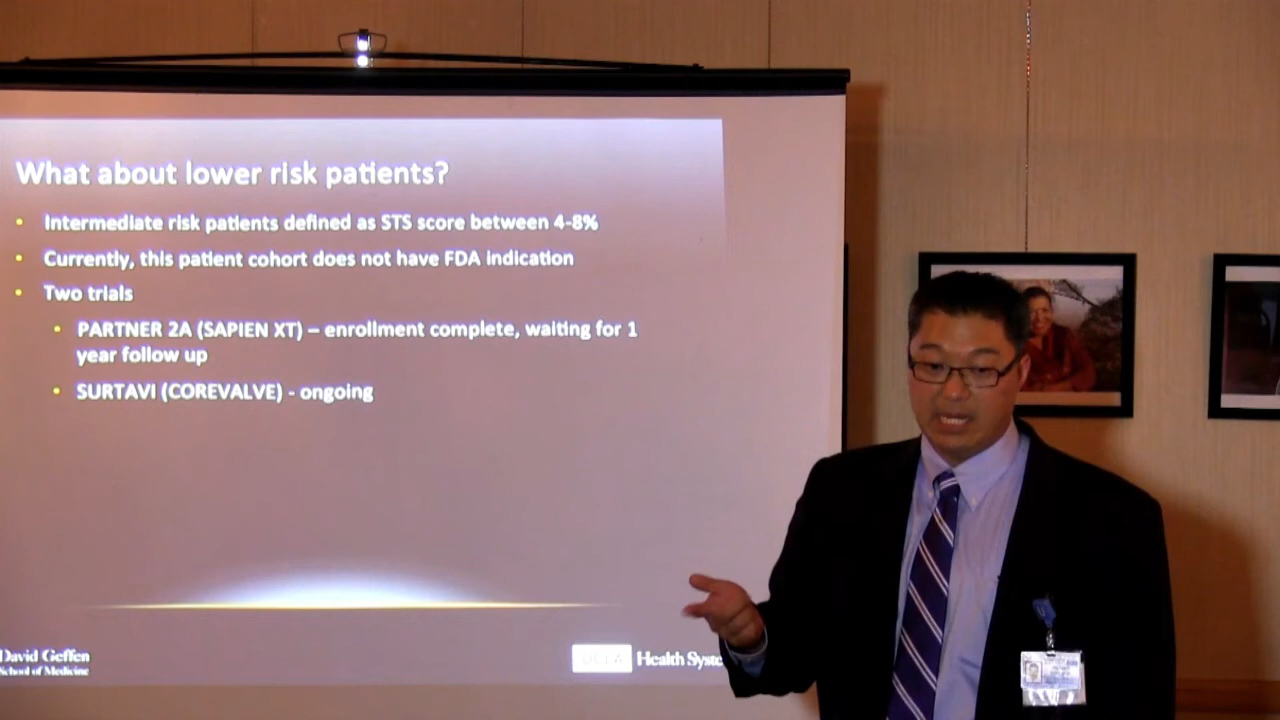 What about lower risk patients?
• Intermediate risk patients defined as STS score between 4-8%
• Currently, this patient cohort does not have FDA indication
• Two trials
• PARTNER 2A (SAPIEN XT) – enrollment complete, waiting for 1
year follow up
• SURTAVI (COREVALVE) - ongoing
David Geffen
School of Medicine
UCLA Health Syste